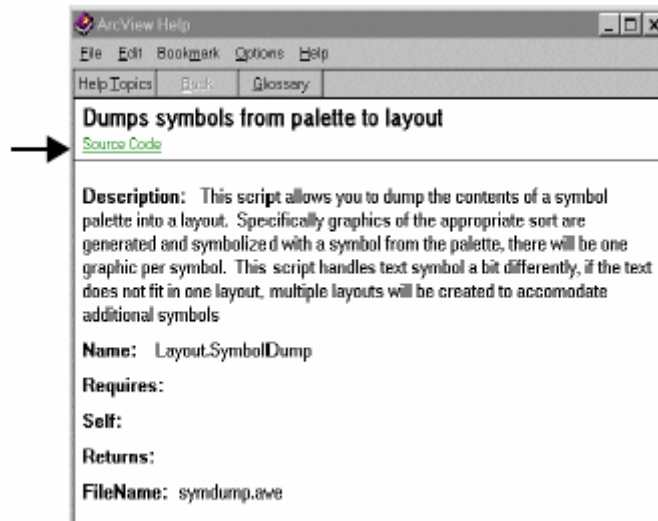 ArcView Help
File Edit Bookmark Options Help
Help Topics Back Glossary
Dumps symbols from palette to layout
Source Code
Description: This script allows you to dump the contents of a symbol
palette into a layout. Specifically graphics of the appropriate sort are
generated and symbolized with a symbol from the palette, there will be one
graphic per symbol. This script handles text symbol a bit differently, if the text
does not fit in one layout, multiple layouts will be created to accomodate
additional symbols
Name: Layout.SymbolDump
Requires:
Self:
Returns:
FileName: symdump.ave